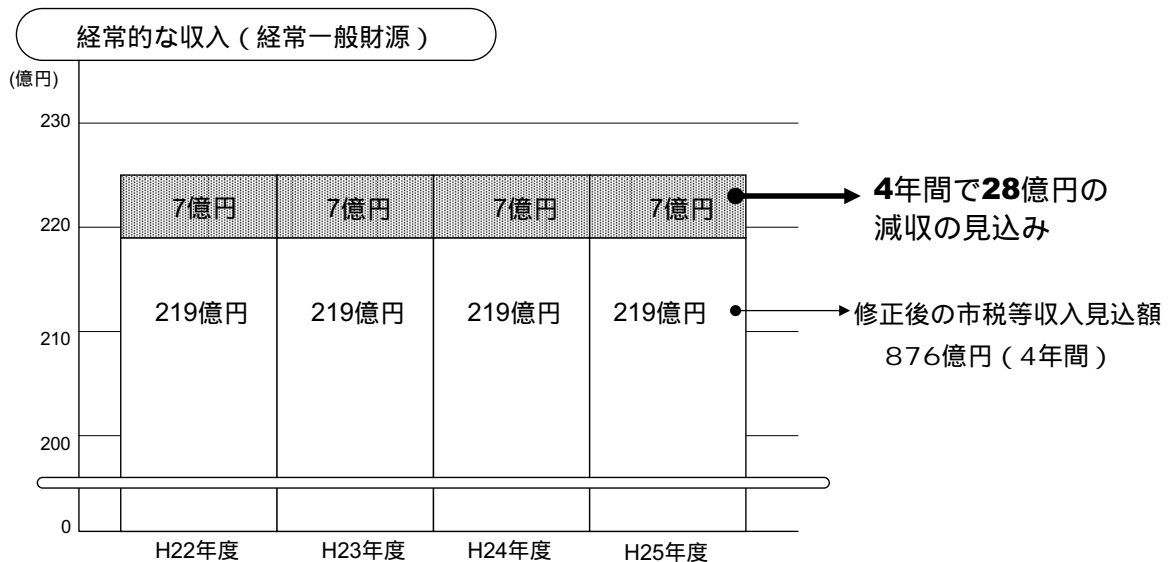 経常的な収入（経常一般財源）
(億円)
230
220
210
200
0
7億円 7億円 7億円 7億円
219億円 219億円 219億円 219億円
H22年度 H23年度 H24年度 H25年度
4年間で28億円の
減収の見込み
修正後の市税等収入見込額
876億円（4年間）